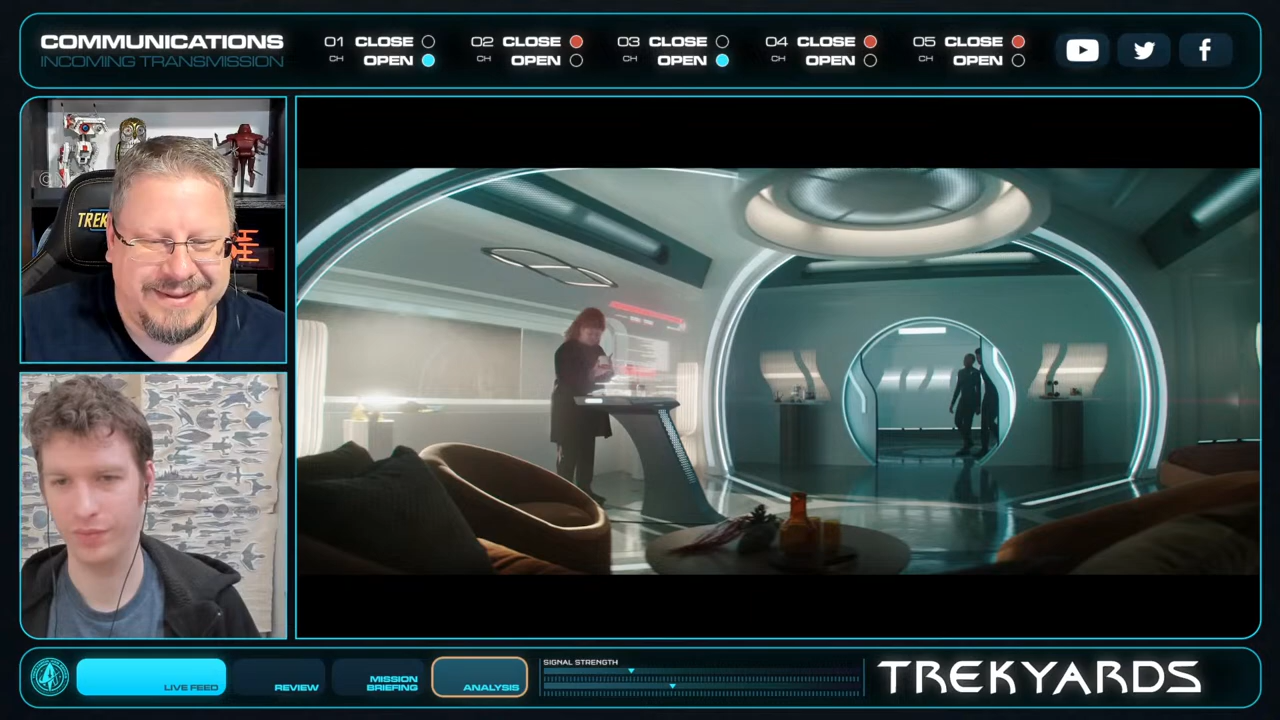 COMMUNICATIONS
INCOMING TRANSMISSION
01 CH CLOSE OPEN
02 CH CLOSE OPEN
03 CH CLOSE OPEN
04 CH CLOSE OPEN
05 CH CLOSE OPEN
TREK
LIVE FEED
REVIEW
MISSION
BRIEFING
ANALYSIS
SIGNAL STRENGTH
TREKYARDS